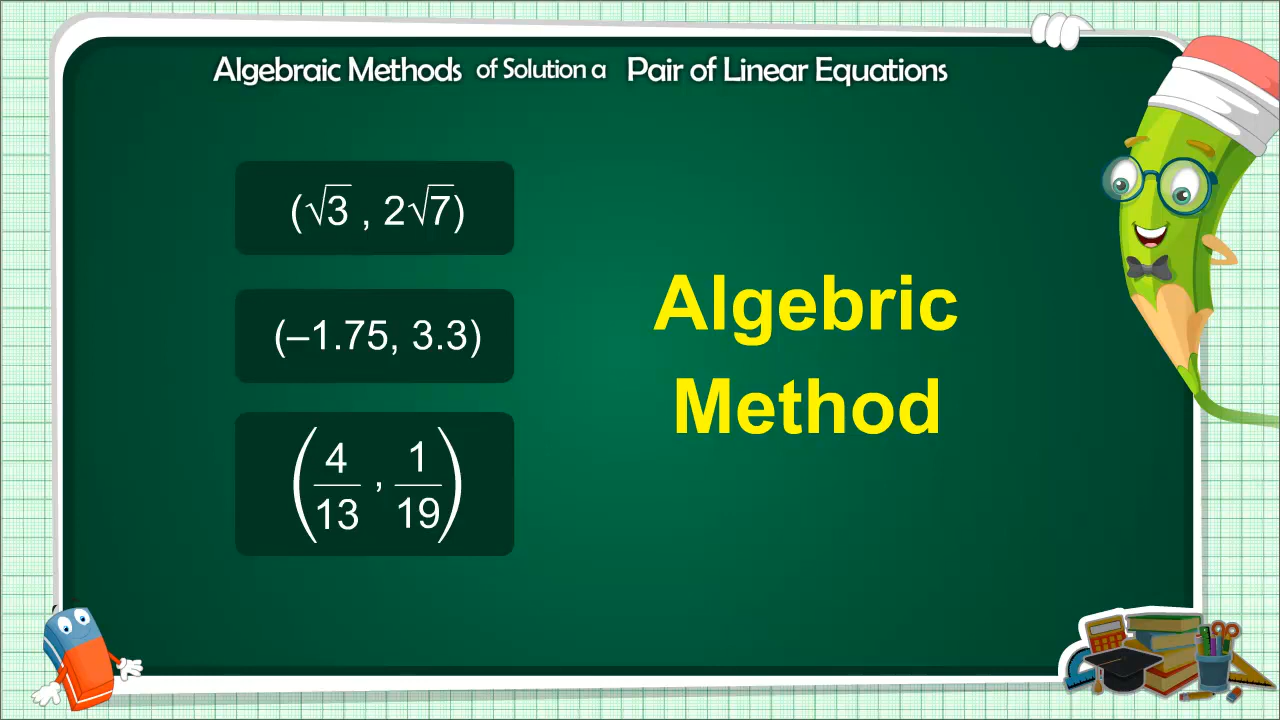 Algebraic Methods of Solution a Pair of Linear Equations
(√3 , 2√7)
(–1.75, 3.3)
(4/13 , 1/19)
Algebric
Method